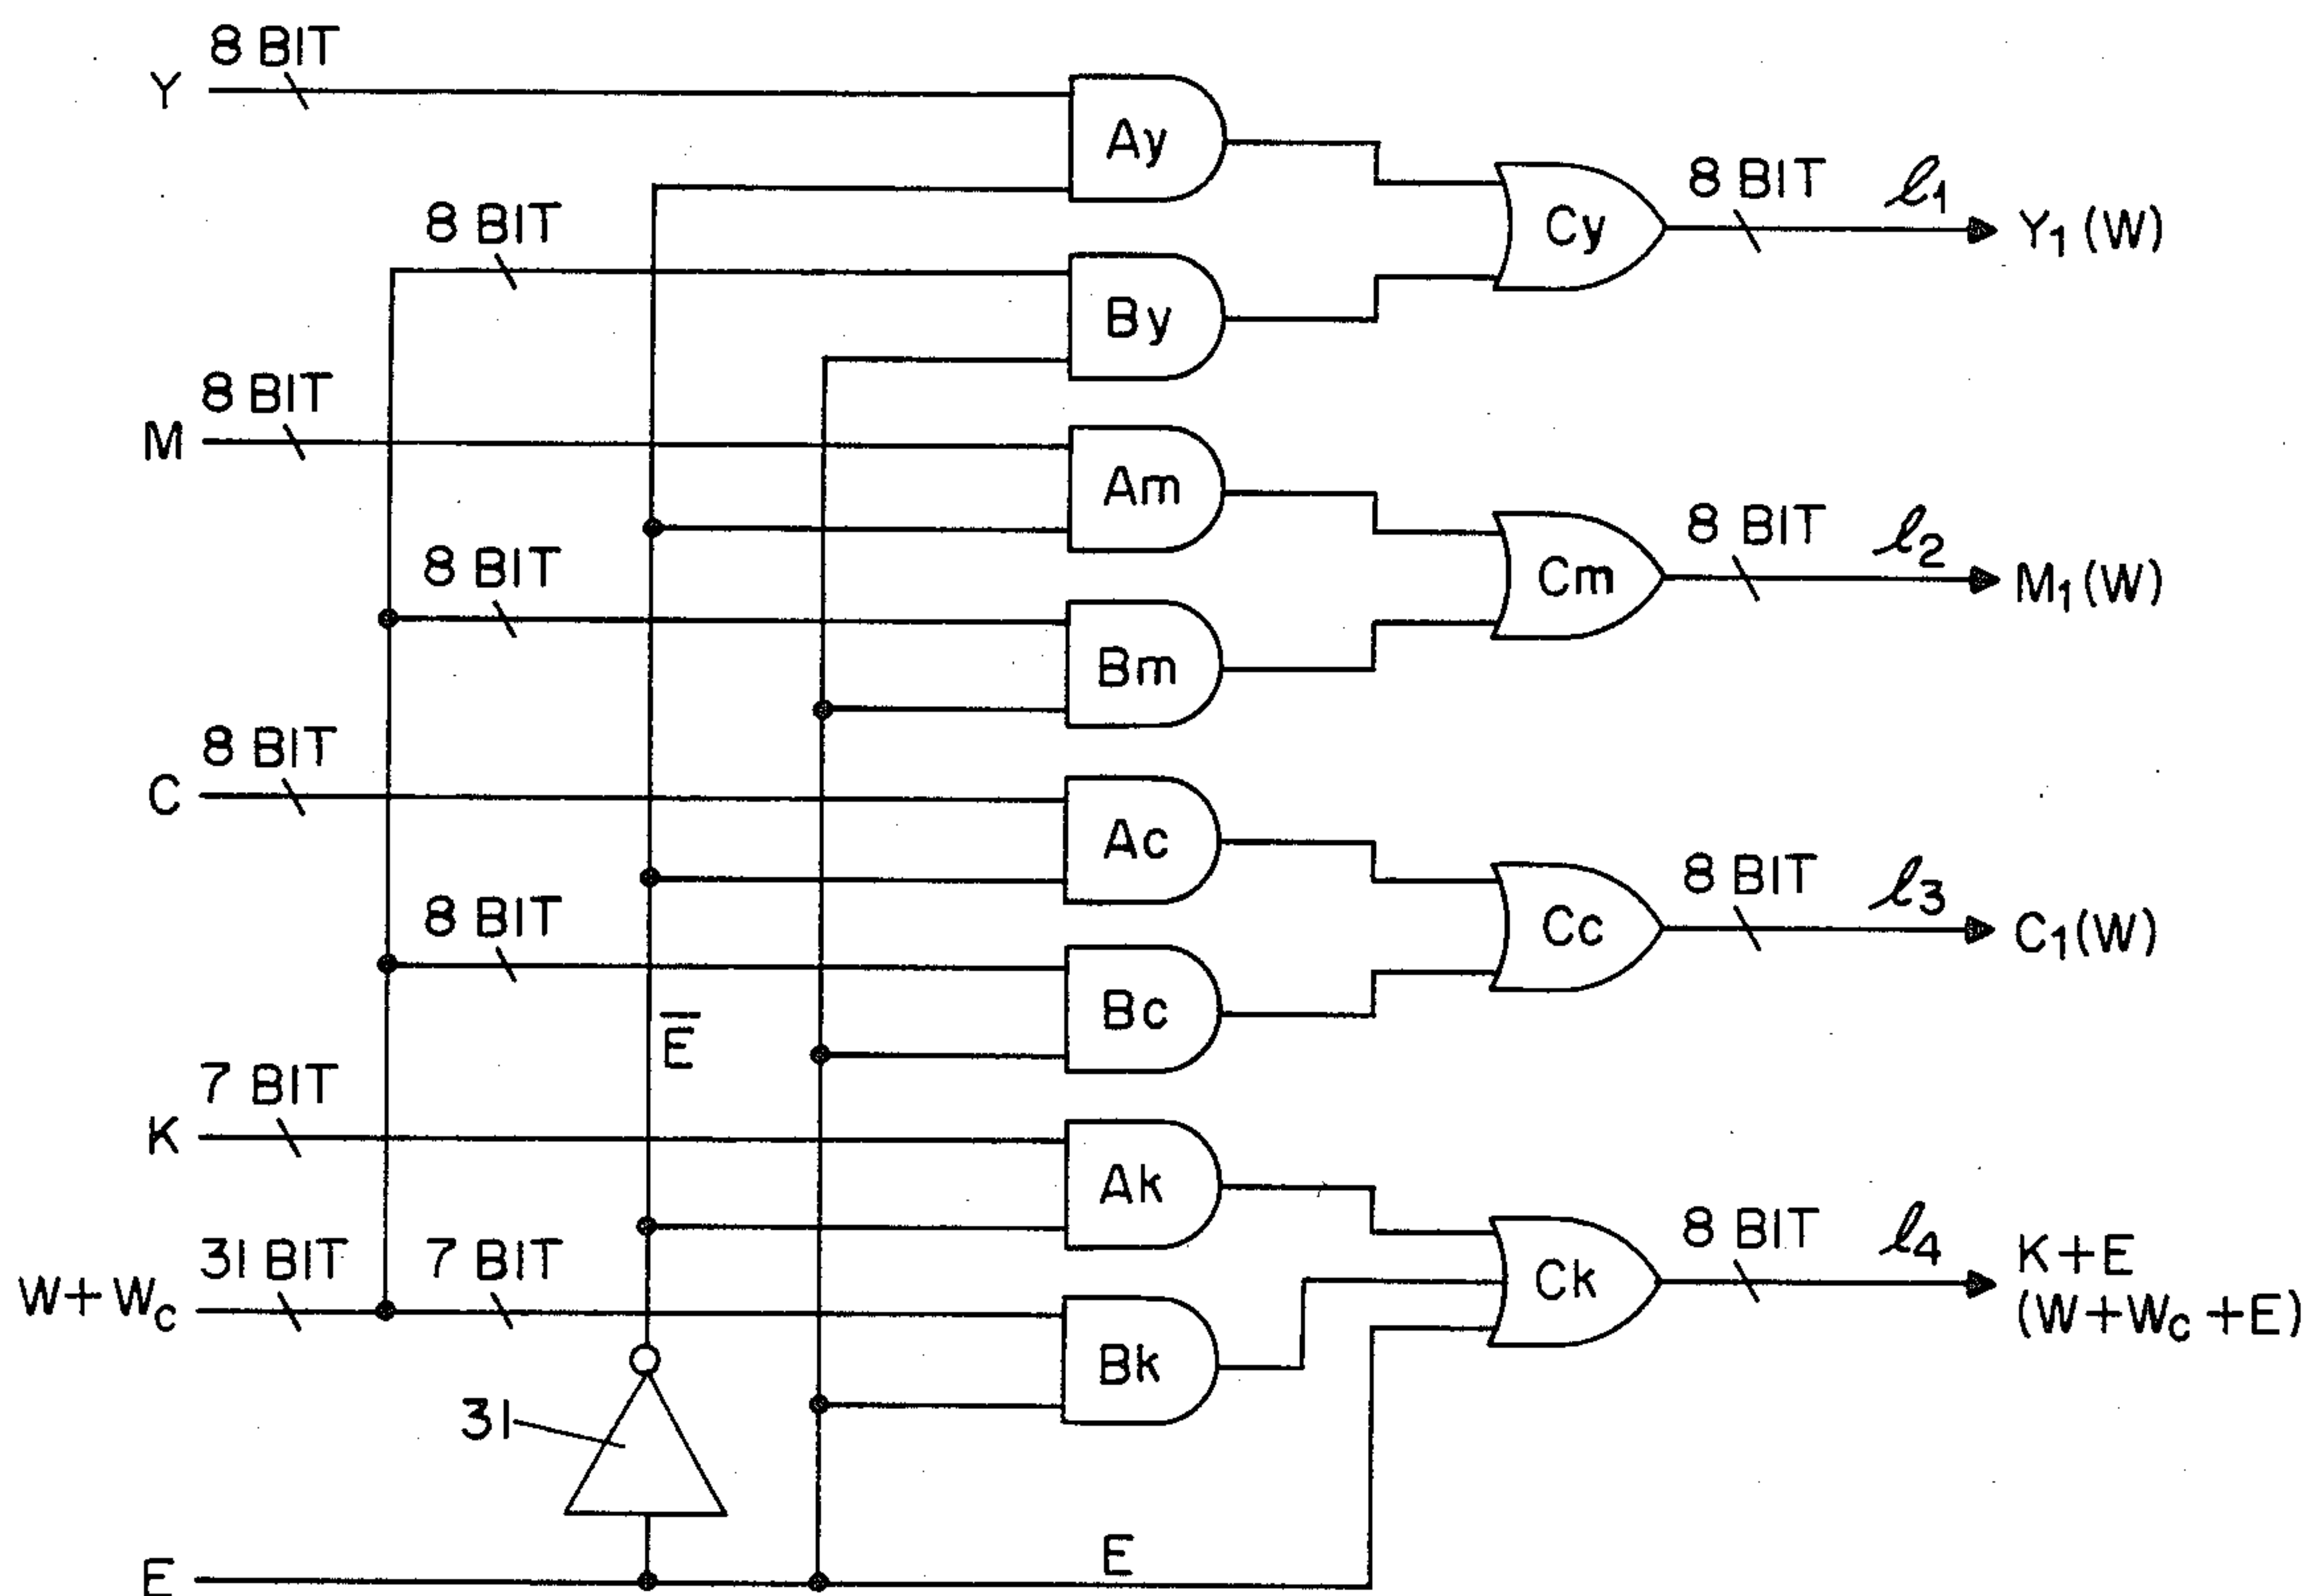 8 BIT
Y
Ay
8 BIT
Cy
8 BIT
ℓ1
Y1 (W)
8 BIT
By
8 BIT
M
Am
8 BIT
Cm
8 BIT
ℓ2
M1 (W)
Bm
8 BIT
C
Ac
8 BIT
Cc
8 BIT
ℓ3
C1 (W)
Bc
E̅
7 BIT
K
Ak
31 BIT
7 BIT
W+Wc
Ck
8 BIT
ℓ4
K+E
(W+Wc+E)
Bk
31
E
E